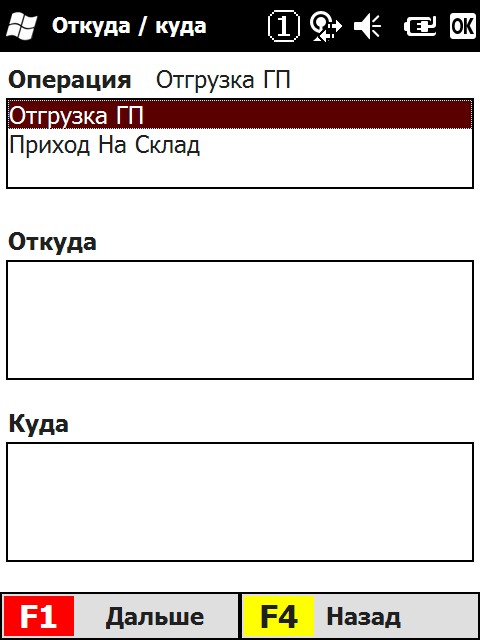 Откуда / куда 1 OK
Операция Отгрузка ГП
Отгрузка ГП
Приход На Склад
Откуда
Куда
F1 Дальше F4 Назад